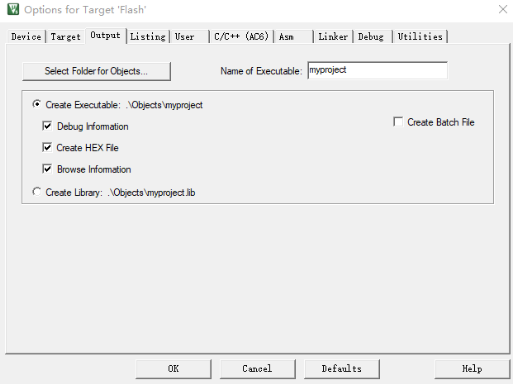 Options for Target 'Flash'
Device Target Output Listing User C/C++ (AC6) Asm Linker Debug Utilities
Select Folder for Objects... Name of Executable: myproject
Create Executable: .\Objects\myproject
Debug Information Create Batch File
Create HEX File
Browse Information
Create Library: .\Objects\myproject.lib
OK Cancel Defaults Help